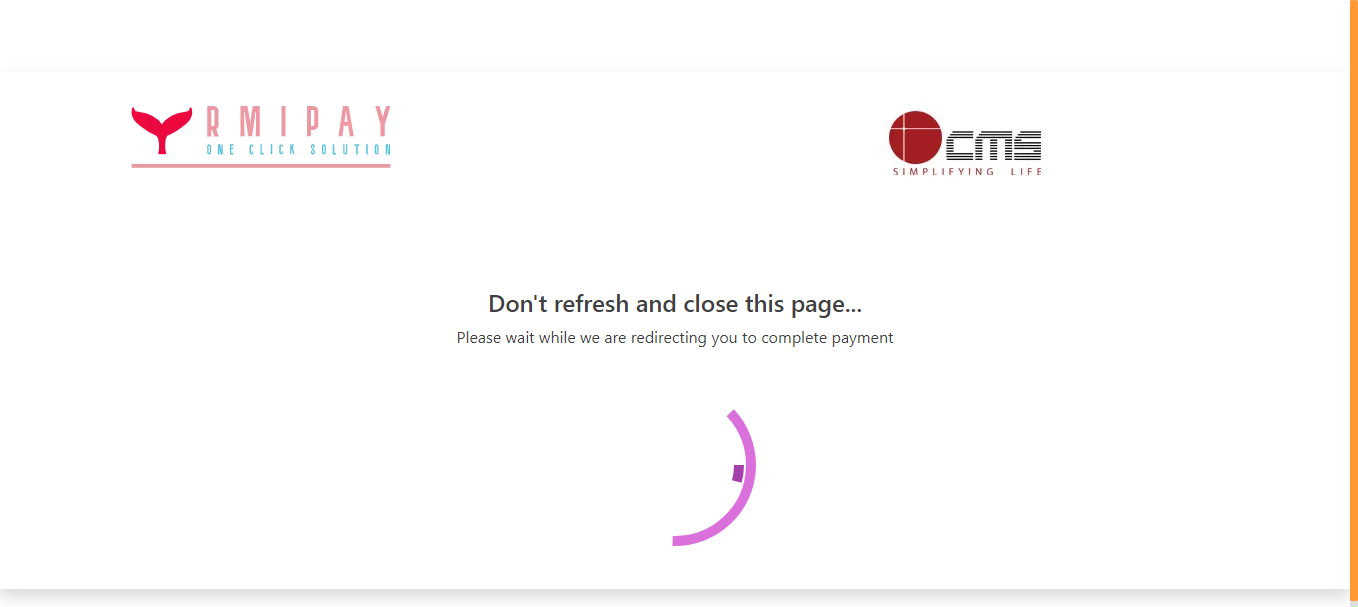 RMIPAY
ONE CLICK SOLUTION
CMS
SIMPLIFYING LIFE
Don't refresh and close this page...
Please wait while we are redirecting you to complete payment